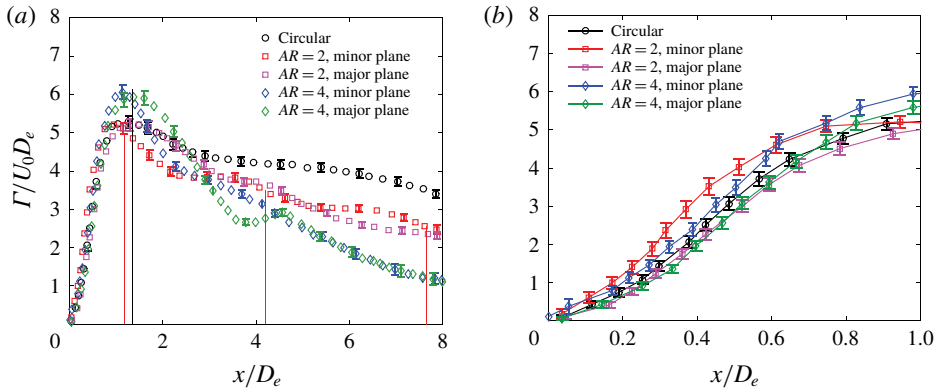 (a)
8
7
6
5
4
3
2
1
0
2
4
6
8
Γ/U₀Dₑ
x/Dₑ
Circular
AR = 2, minor plane
AR = 2, major plane
AR = 4, minor plane
AR = 4, major plane
(b)
8
7
6
5
4
3
2
1
0
0.2
0.4
0.6
0.8
1.0
x/Dₑ
Circular
AR = 2, minor plane
AR = 2, major plane
AR = 4, minor plane
AR = 4, major plane